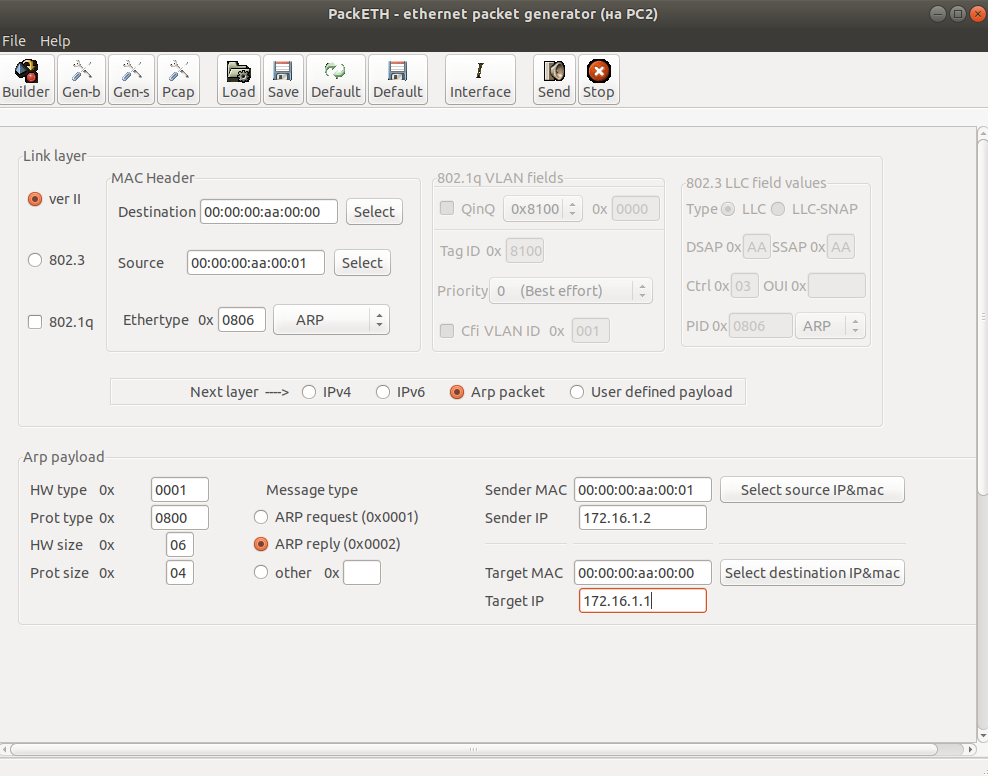 PackETH - ethernet packet generator (на PC2)
File Help
Builder Gen-b Gen-s Pcap Load Save Default Default Interface Send Stop
Link layer
MAC Header 802.1q VLAN fields 802.3 LLC field values
ver II Destination 00:00:00:aa:00:00 Select QinQ 0x8100 0x 0000 Type LLC LLC-SNAP
Tag ID 0x 8100 DSAP 0x AA SSAP 0x AA
802.3 Source 00:00:00:aa:00:01 Select Priority 0 (Best effort) Ctrl 0x 03 OUI 0x
802.1q Ethertype 0x 0806 ARP Cfi VLAN ID 0x 001 PID 0x 0806 ARP
Next layer ----> IPv4 IPv6 Arp packet User defined payload
Arp payload
HW type 0x 0001 Message type Sender MAC 00:00:00:aa:00:01 Select source IP&mac
Prot type 0x 0800 ARP request (0x0001) Sender IP 172.16.1.2
HW size 0x 06 ARP reply (0x0002)
Prot size 0x 04 other 0x Target MAC 00:00:00:aa:00:00 Select destination IP&mac
Target IP 172.16.1.1